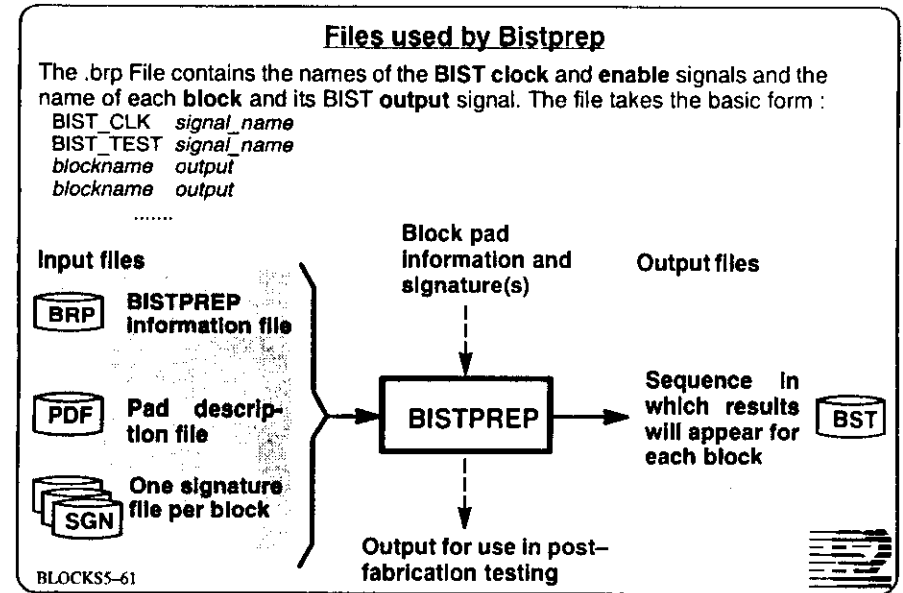 Files used by Bistprep
The .brp File contains the names of the BIST clock and enable signals and the
name of each block and its BIST output signal. The file takes the basic form :
BIST_CLK signal_name
BIST_TEST signal_name
blockname output
blockname output
.......
Input files
BRP
BISTPREP
information file
PDF
Pad descrip-
tion file
SGN
One signature
file per block
Block pad
information and
signature(s)
BISTPREP
Output for use in post–
fabrication testing
Output files
Sequence in
which results
will appear for
each block
BST
BLOCKS5–61